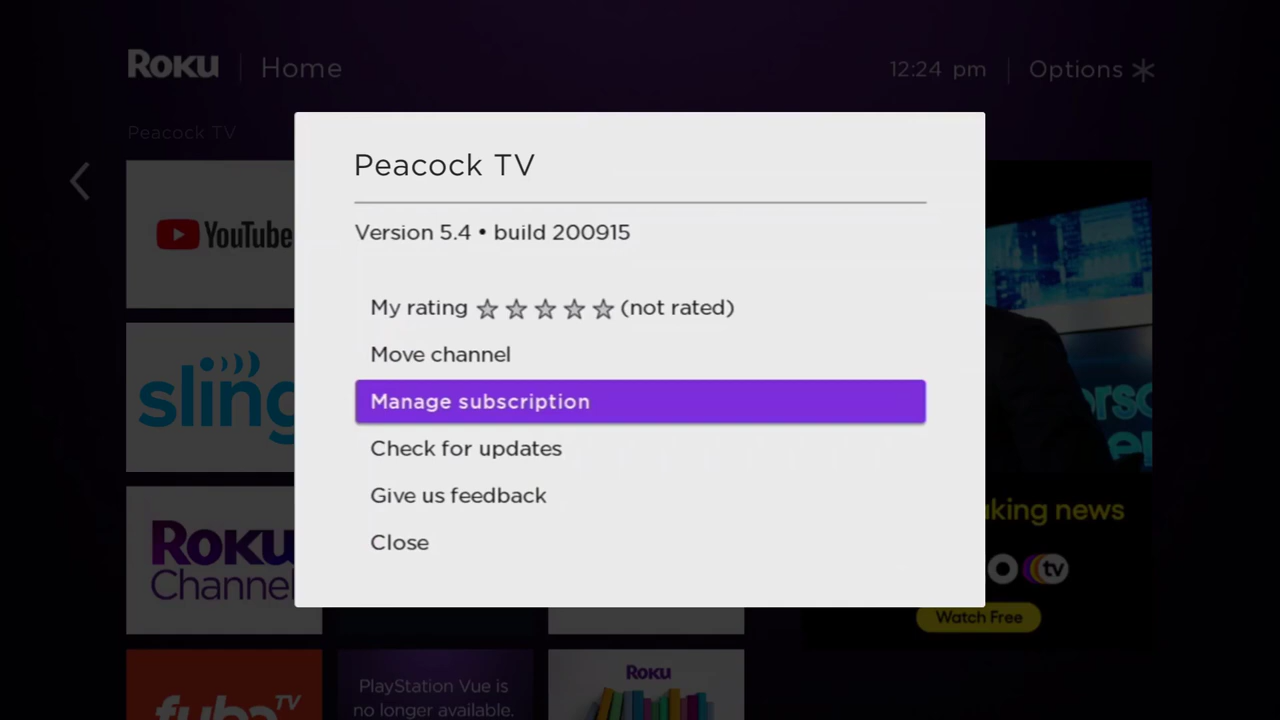 Roku
Home
12:24 pm
Options
Peacock TV
YouTube
sling
Roku
Channel
fubo TV
PlayStation Vue is
no longer available.
Roku
Peacock TV
Version 5.4 • build 200915
My rating ☆ ☆ ☆ ☆ ☆ (not rated)
Move channel
Manage subscription
Check for updates
Give us feedback
Close
news
tv
Watch Free